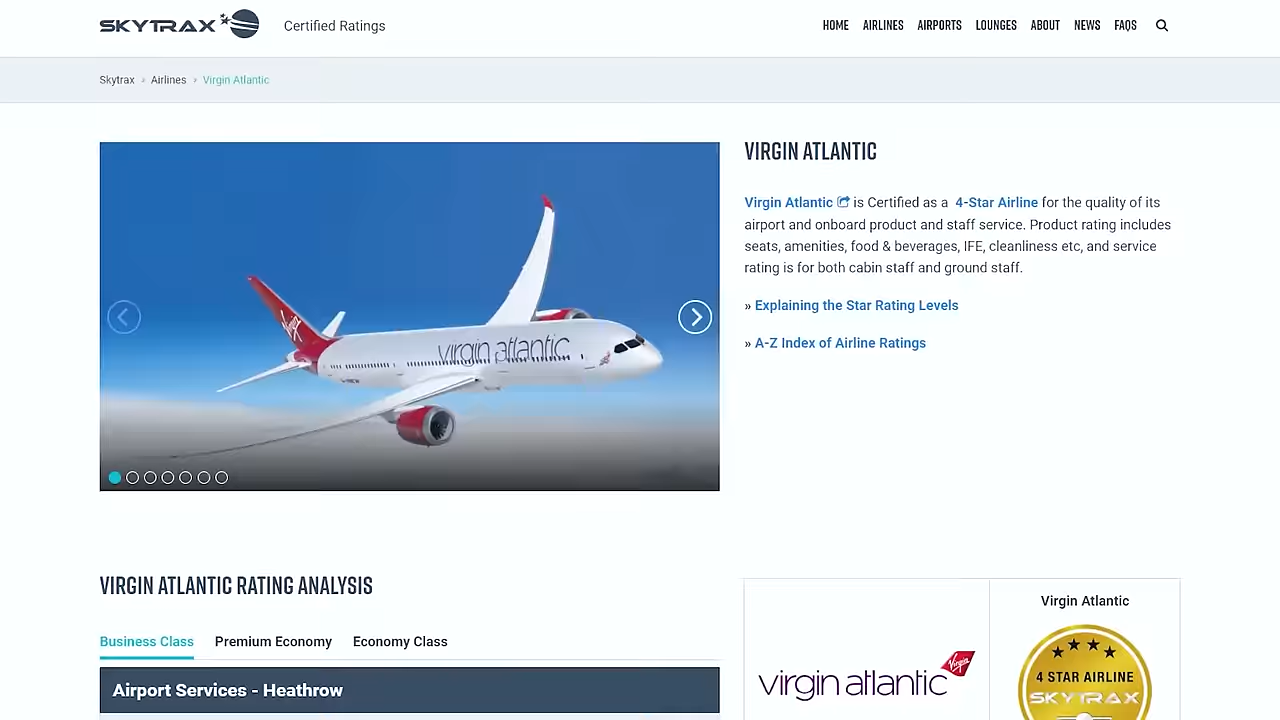 SKYTRAX
Certified Ratings
HOME AIRLINES AIRPORTS LOUNGES ABOUT NEWS FAQS
Skytrax › Airlines › Virgin Atlantic
virgin atlantic
Virgin
VIRGIN ATLANTIC
Virgin Atlantic is Certified as a 4-Star Airline for the quality of its
airport and onboard product and staff service. Product rating includes
seats, amenities, food & beverages, IFE, cleanliness etc, and service
rating is for both cabin staff and ground staff.
» Explaining the Star Rating Levels
» A-Z Index of Airline Ratings
VIRGIN ATLANTIC RATING ANALYSIS
Business Class Premium Economy Economy Class
Airport Services - Heathrow
virgin atlantic
Virgin
Virgin Atlantic
4 STAR AIRLINE
SKYTRAX